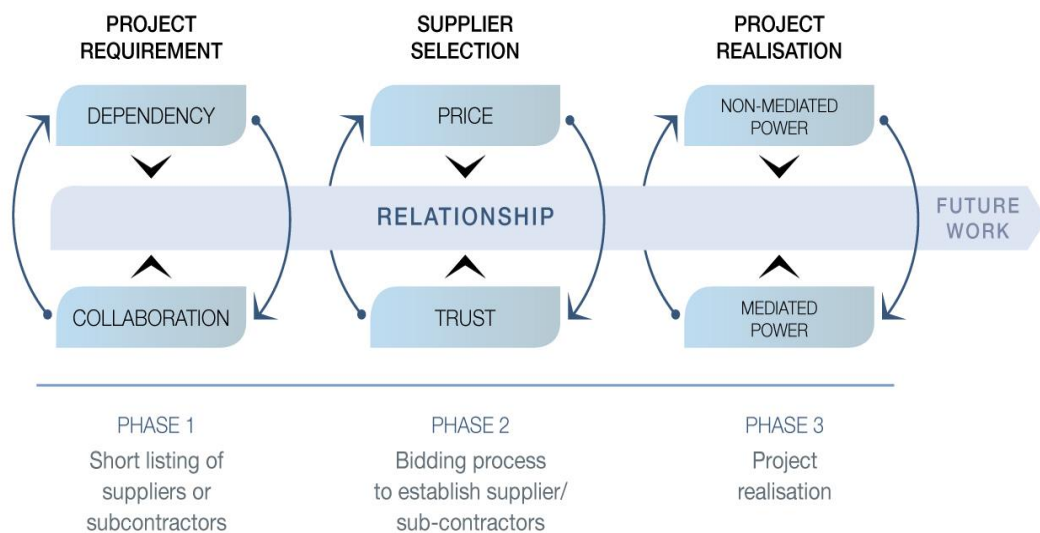 PROJECT
REQUIREMENT
SUPPLIER
SELECTION
PROJECT
REALISATION
DEPENDENCY
PRICE
NON-MEDIATED
POWER
RELATIONSHIP
FUTURE
WORK
COLLABORATION
TRUST
MEDIATED
POWER
PHASE 1
Short listing of
suppliers or
subcontractors
PHASE 2
Bidding process
to establish supplier/
sub-contractors
PHASE 3
Project
realisation